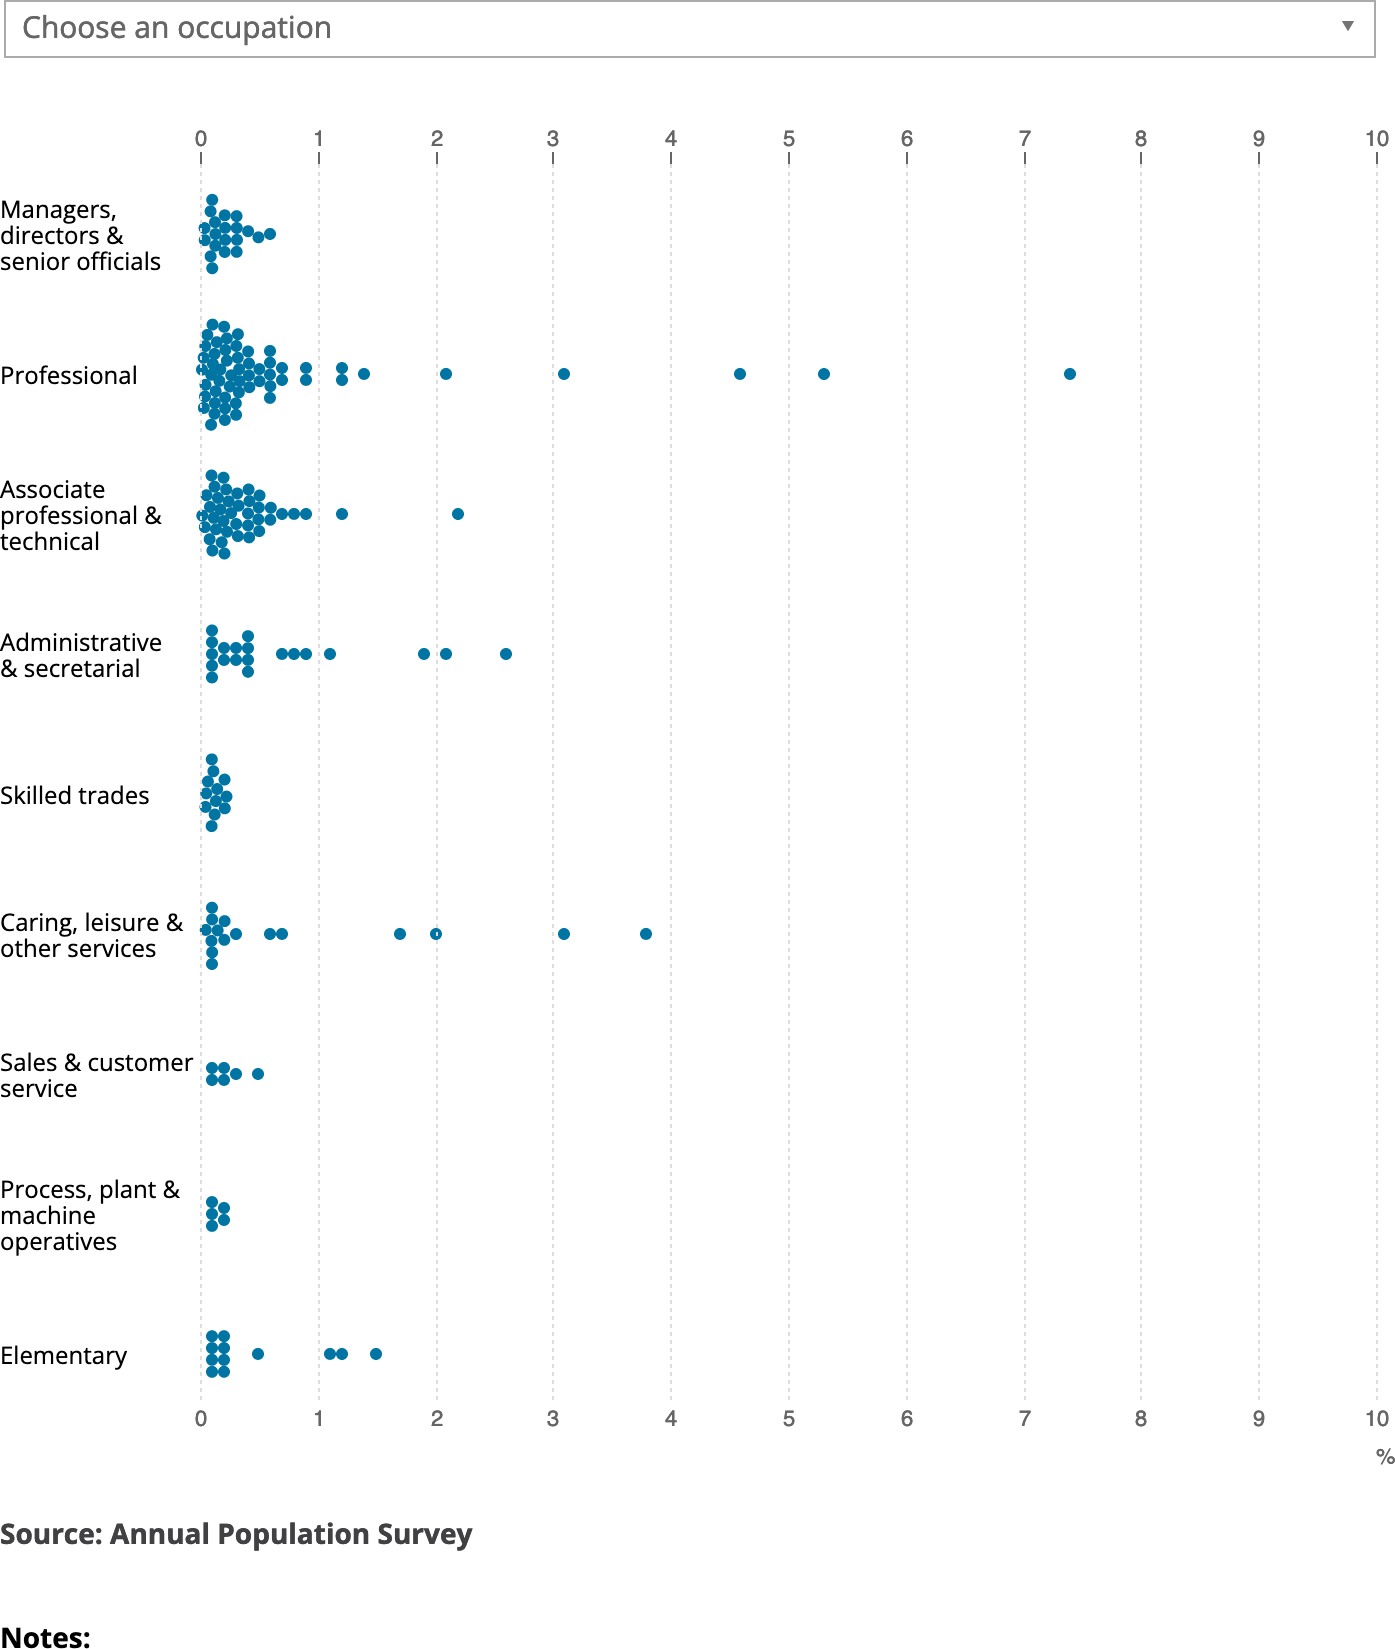 Choose an occupation
0 1 2 3 4 5 6 7 8 9 10
Managers,
directors &
senior officials
Professional
Associate
professional &
technical
Administrative
& secretarial
Skilled trades
Caring, leisure &
other services
Sales & customer
service
Process, plant &
machine
operatives
Elementary
0 1 2 3 4 5 6 7 8 9 10
%
Source: Annual Population Survey
Notes: